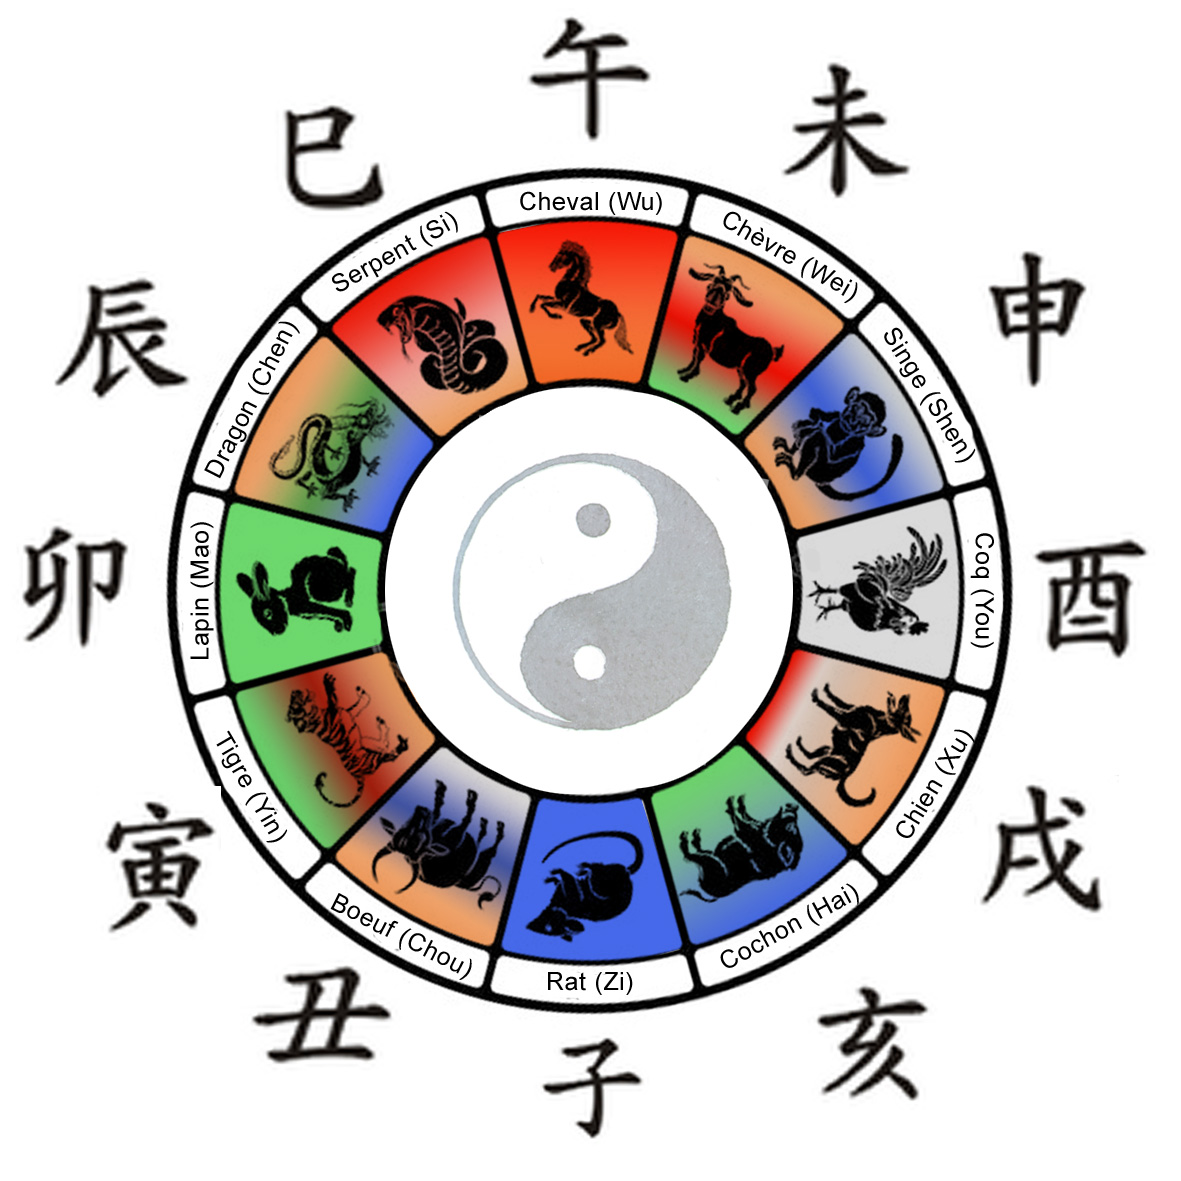 午
未
申
酉
戌
亥
子
丑
寅
卯
辰
巳
Cheval (Wu)
Chèvre (Wei)
Singe (Shen)
Coq (You)
Chien (Xu)
Cochon (Hai)
Rat (Zi)
Boeuf (Chou)
Tigre (Yin)
Lapin (Mao)
Dragon (Chen)
Serpent (Si)